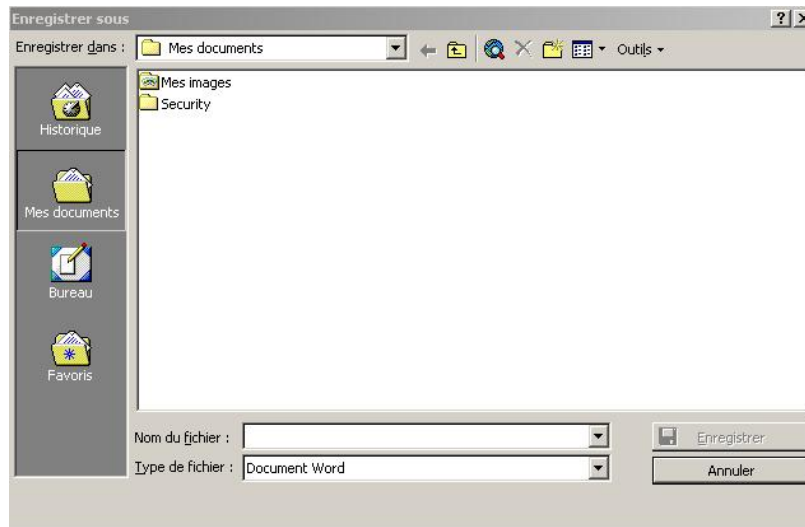 Enregistrer sous
Enregistrer dans : Mes documents Outils
Mes images
Security
Historique
Mes documents
Bureau
Favoris
Nom du fichier :
Enregistrer
Type de fichier : Document Word
Annuler